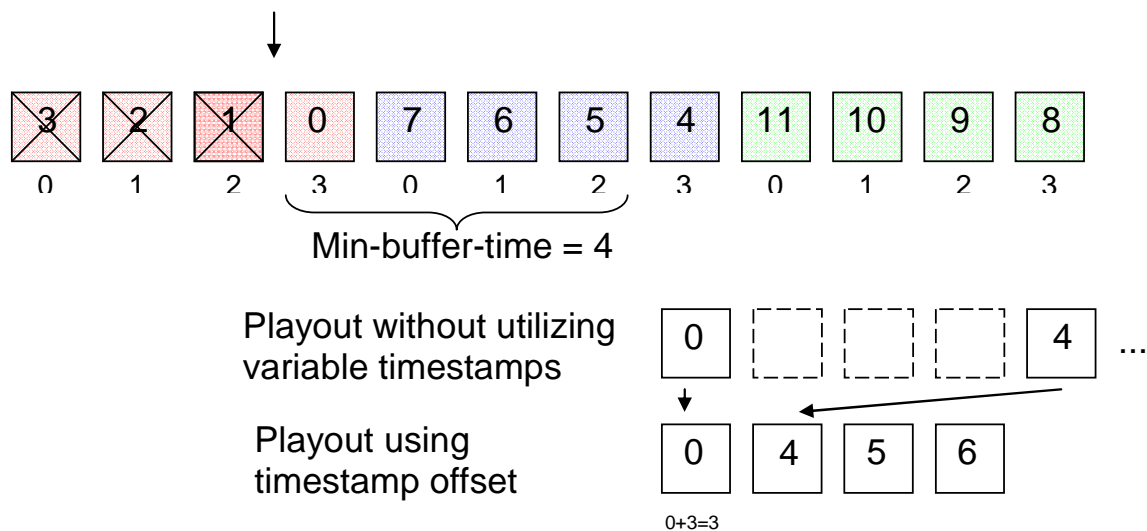 3 2 1 0 7 6 5 4 11 10 9 8
0 1 2 3 0 1 2 3 0 1 2 3
Min-buffer-time = 4
Playout without utilizing
variable timestamps
0 4 ...
Playout using
timestamp offset
0 4 5 6
0+3=3